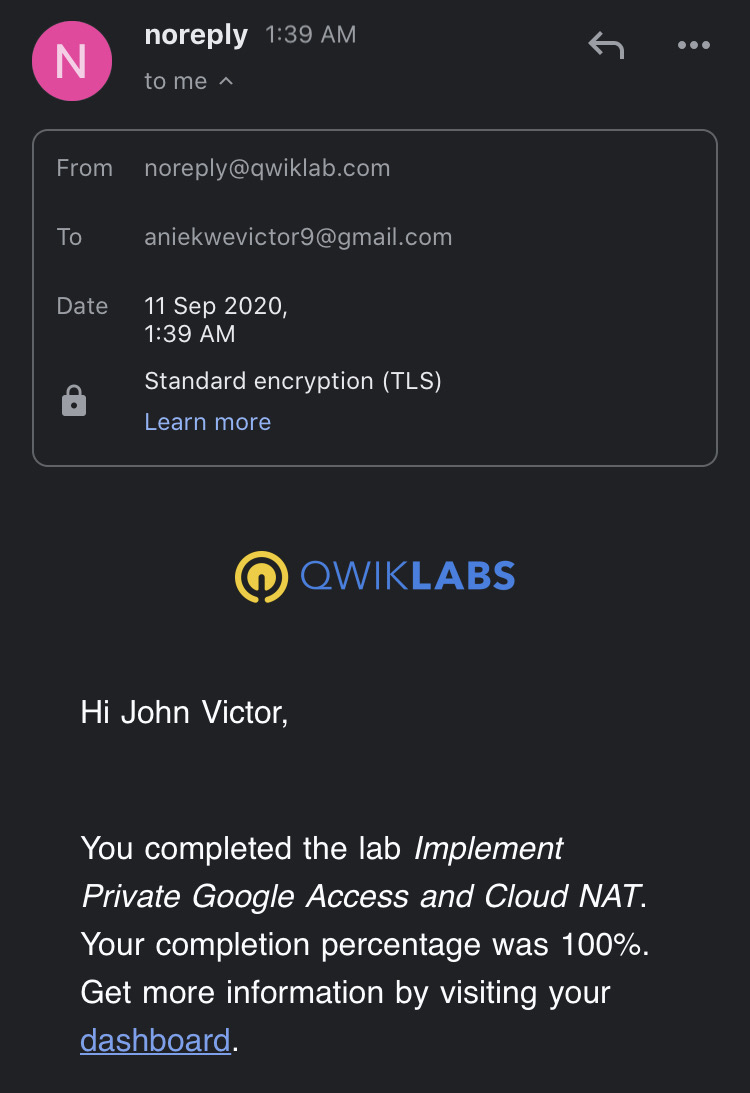 N
noreply 1:39 AM
to me
From noreply@qwiklab.com
To aniekwevictor9@gmail.com
Date 11 Sep 2020,
1:39 AM
Standard encryption (TLS)
Learn more
QWIKLABS
Hi John Victor,
You completed the lab Implement
Private Google Access and Cloud NAT.
Your completion percentage was 100%.
Get more information by visiting your
dashboard.